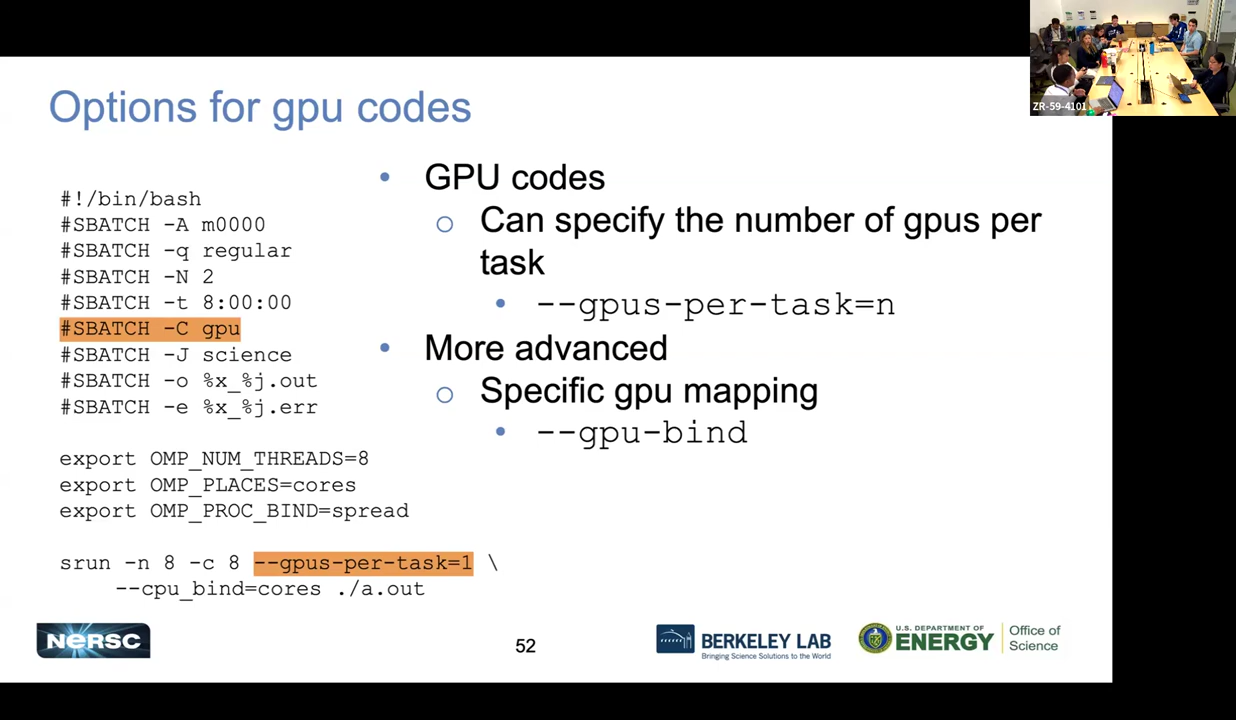 ZR-59-4101
Options for gpu codes
#!/bin/bash
#SBATCH -A m0000
#SBATCH -q regular
#SBATCH -N 2
#SBATCH -t 8:00:00
#SBATCH -C gpu
#SBATCH -J science
#SBATCH -o %x_%j.out
#SBATCH -e %x_%j.err
export OMP_NUM_THREADS=8
export OMP_PLACES=cores
export OMP_PROC_BIND=spread
srun -n 8 -c 8 --gpus-per-task=1 \
--cpu_bind=cores ./a.out
• GPU codes
○ Can specify the number of gpus per
task
• --gpus-per-task=n
• More advanced
○ Specific gpu mapping
• --gpu-bind
NERSC
52
BERKELEY LAB
Bringing Science Solutions to the World
U.S. DEPARTMENT OF
ENERGY
Office of
Science